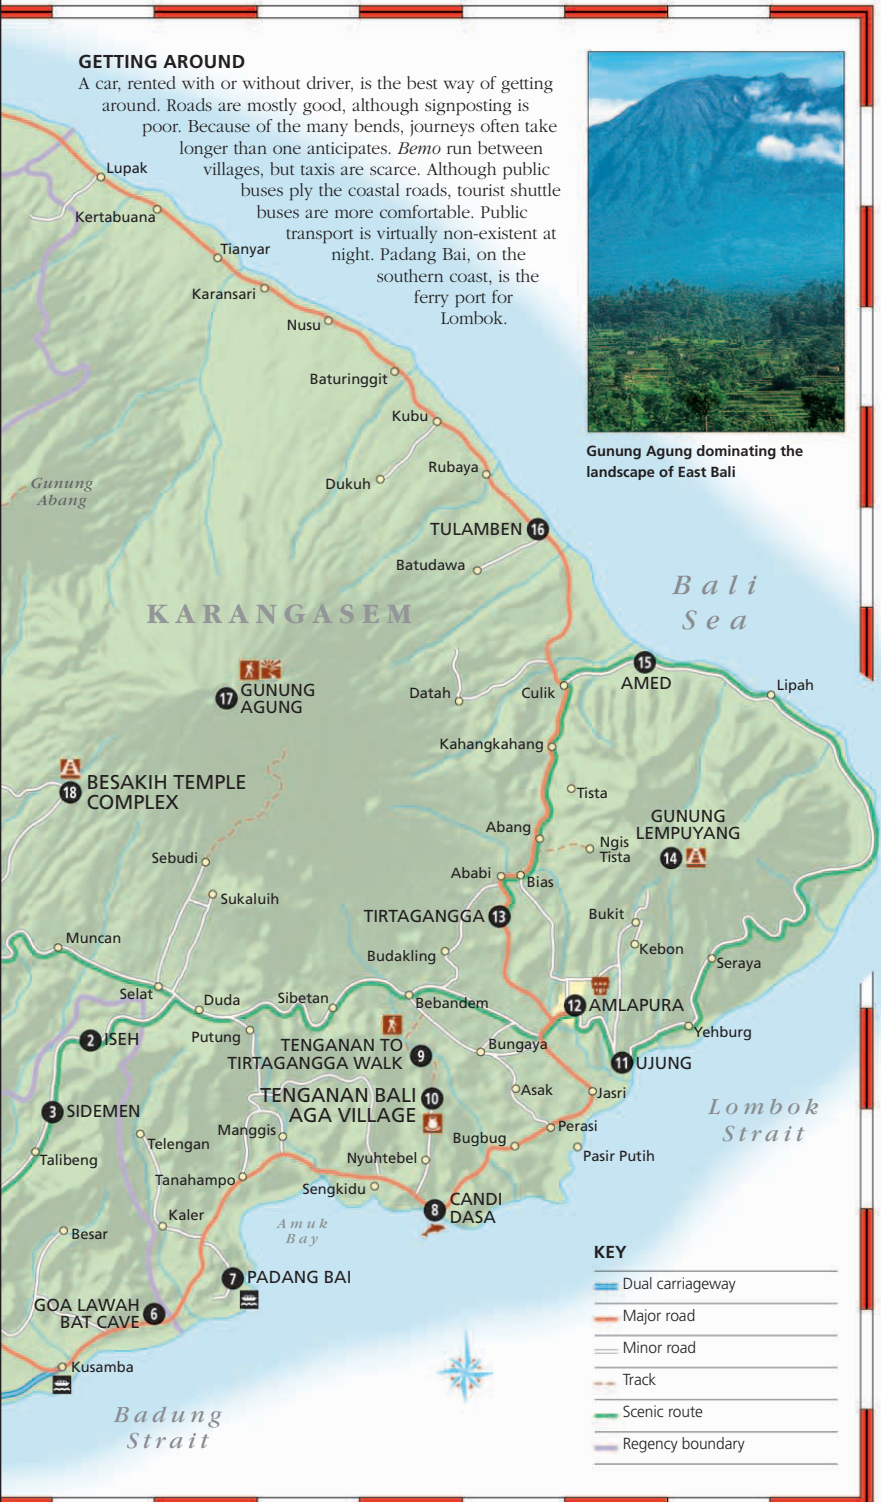 GETTING AROUND
A car, rented with or without driver, is the best way of getting
around. Roads are mostly good, although signposting is
poor. Because of the many bends, journeys often take
longer than one anticipates. Bemo run between
villages, but taxis are scarce. Although public
buses ply the coastal roads, tourist shuttle
buses are more comfortable. Public
transport is virtually non-existent at
night. Padang Bai, on the
southern coast, is the
ferry port for
Lombok.
Gunung Agung dominating the
landscape of East Bali
Lupak
Kertabuana
Tianyar
Karansari
Nusu
Baturinggit
Kubu
Rubaya
Dukuh
Gunung
Abang
TULAMBEN 16
Batudawa
Bali
Sea
KARANGASEM
15
AMED
Lipah
17 GUNUNG
AGUNG
Datah
Culik
Kahangkahang
18 BESAKIH TEMPLE
COMPLEX
Tista
GUNUNG
LEMPUYANG
14
Abang
Ngis
Tista
Sebudi
Ababi
Bias
Sukaluih
TIRTAGANGGA 13
Bukit
Muncan
Budakling
Kebon
Seraya
Selat
Duda
Sibetan
Bebandem
12 AMLAPURA
2 ISEH
Putung
TENGANAN TO
TIRTAGANGGA WALK 9
Bungaya
Yehburg
11 UJUNG
3 SIDEMEN
TENGANAN BALI
AGA VILLAGE
10
Asak
Jasri
Lombok
Strait
Telengan
Manggis
Bugbug
Perasi
Talibeng
Nyuhtebel
Pasir Putih
Tanahampo
Sengkidu
8 CANDI
DASA
Kaler
Amuk
Bay
Besar
7 PADANG BAI
GOA LAWAH
BAT CAVE 6
Kusamba
Badung
Strait
KEY
Dual carriageway
Major road
Minor road
Track
Scenic route
Regency boundary